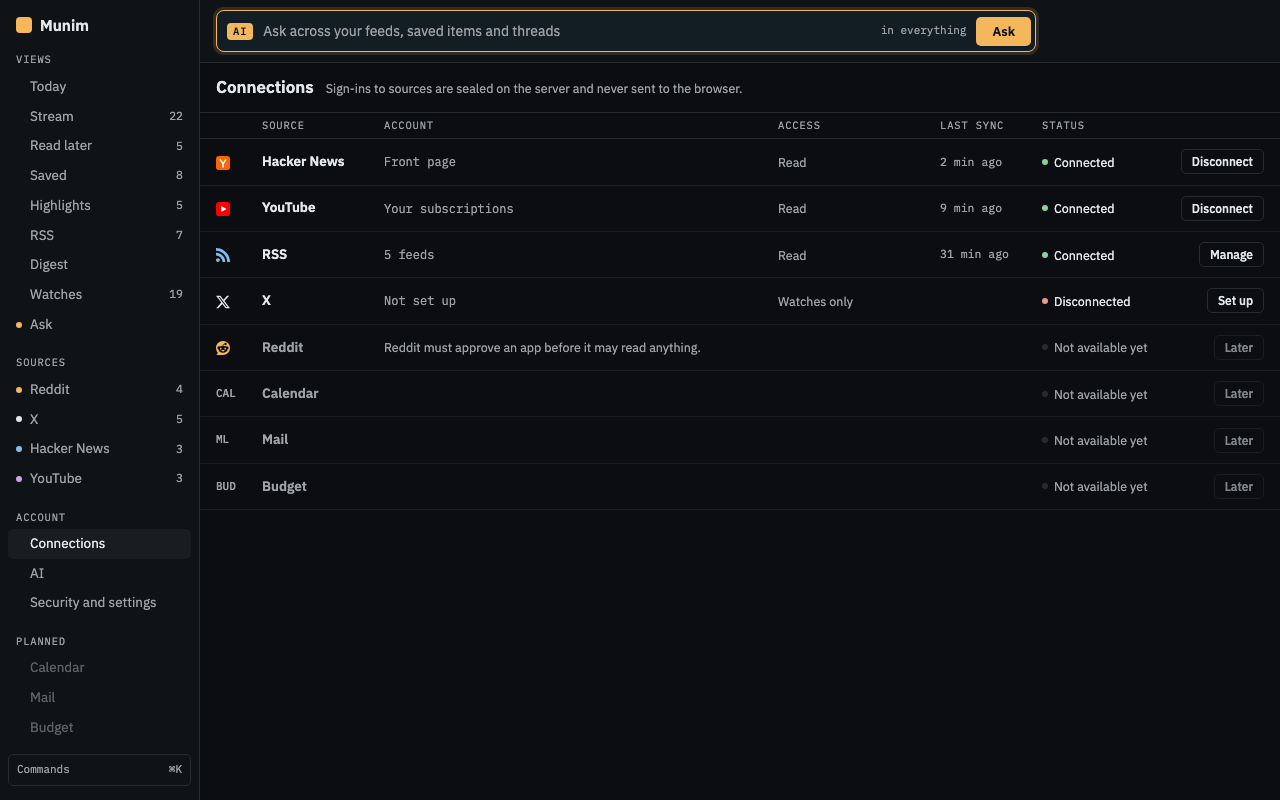 Munim
VIEWS
Today
Stream 22
Read later 5
Saved 8
Highlights 5
RSS 7
Digest
Watches 19
Ask
SOURCES
Reddit 4
X 5
Hacker News 3
YouTube 3
ACCOUNT
Connections
AI
Security and settings
PLANNED
Calendar
Mail
Budget
Commands ⌘K
AI Ask across your feeds, saved items and threads in everything Ask
Connections Sign-ins to sources are sealed on the server and never sent to the browser.
SOURCE ACCOUNT ACCESS LAST SYNC STATUS
Y Hacker News Front page Read 2 min ago Connected Disconnect
YouTube Your subscriptions Read 9 min ago Connected Disconnect
RSS 5 feeds Read 31 min ago Connected Manage
X Not set up Watches only Disconnected Set up
Reddit Reddit must approve an app before it may read anything. Not available yet Later
CAL Calendar Not available yet Later
ML Mail Not available yet Later
BUD Budget Not available yet Later